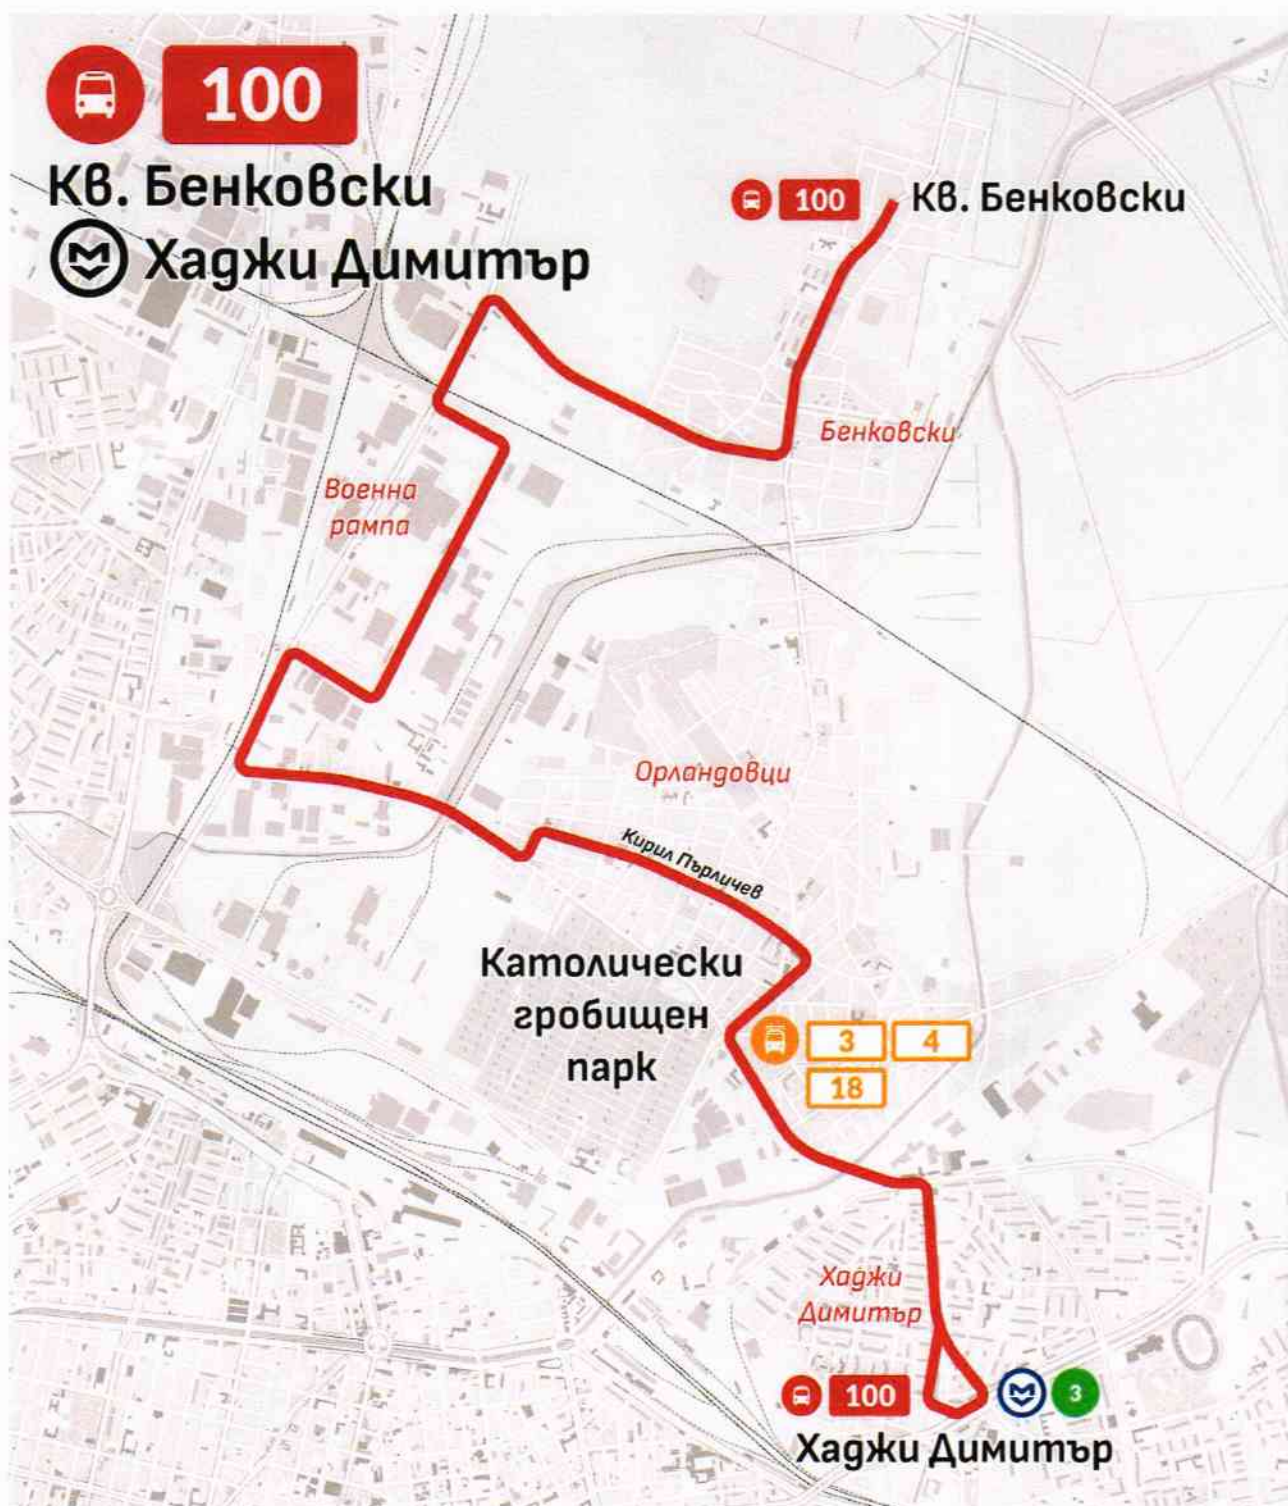 100
Кв. Бенковски
Хаджи Димитър
100 Кв. Бенковски
Бенковски
Военна
рампа
Орландовци
Кирил Пърличев
Католически
гробищен
парк
3 4
18
Хаджи
Димитър
100 3
Хаджи Димитър